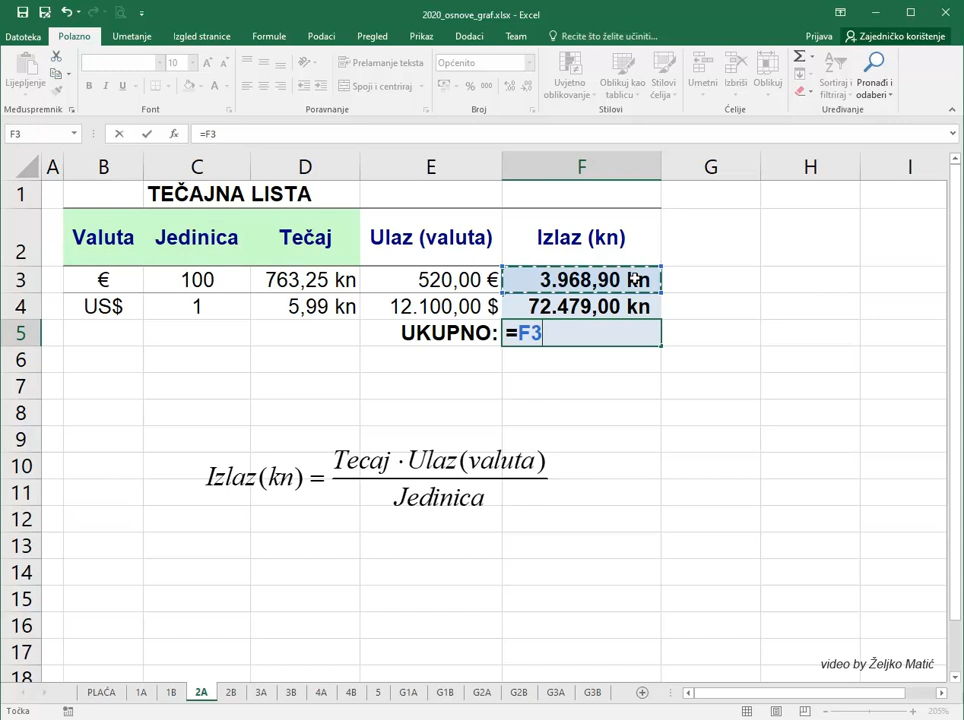 2020_osnove_graf.xlsx - Excel
Datoteka Polazno Umetanje Izgled stranice Formule Podaci Pregled Prikaz Dodaci Team Recite što želite učiniti... Prijava Zajedničko korištenje
Lijepljenje
B I U
10
A A
Prelamanje teksta
Spoji i centriraj
Općenito
% 000
Uvjetno oblikovanje
Oblikuj kao tablicu
Stilovi ćelija
Umetni Izbriši Oblikuj
Sortiraj i filtriraj
Pronađi i odaberi
Međuspremnik Font Poravnanje Broj Stilovi Ćelije Uređivanje
F3 fx =F3
A B C D E F G H I
1 TEČAJNA LISTA
2 Valuta Jedinica Tečaj Ulaz (valuta) Izlaz (kn)
3 € 100 763,25 kn 520,00 € 3.968,90 kn
4 US$ 1 5,99 kn 12.100,00 $ 72.479,00 kn
5 UKUPNO: =F3
6
7
8
9
10
11
12
13
14
15
16
17
18
Izlaz(kn) = Tecaj · Ulaz(valuta)
Jedinica
video by Željko Matić
PLAĆA 1A 1B 2A 2B 3A 3B 4A 4B 5 G1A G1B G2A G2B G3A G3B
Točka 205%